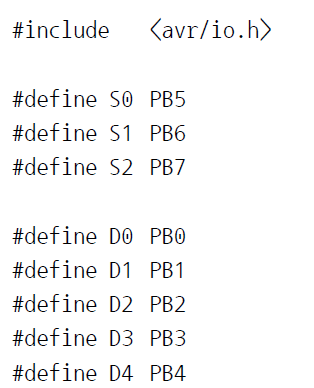 #include   <avr/io.h>
#define S0 PB5
#define S1 PB6
#define S2 PB7
#define D0 PB0
#define D1 PB1
#define D2 PB2
#define D3 PB3
#define D4 PB4